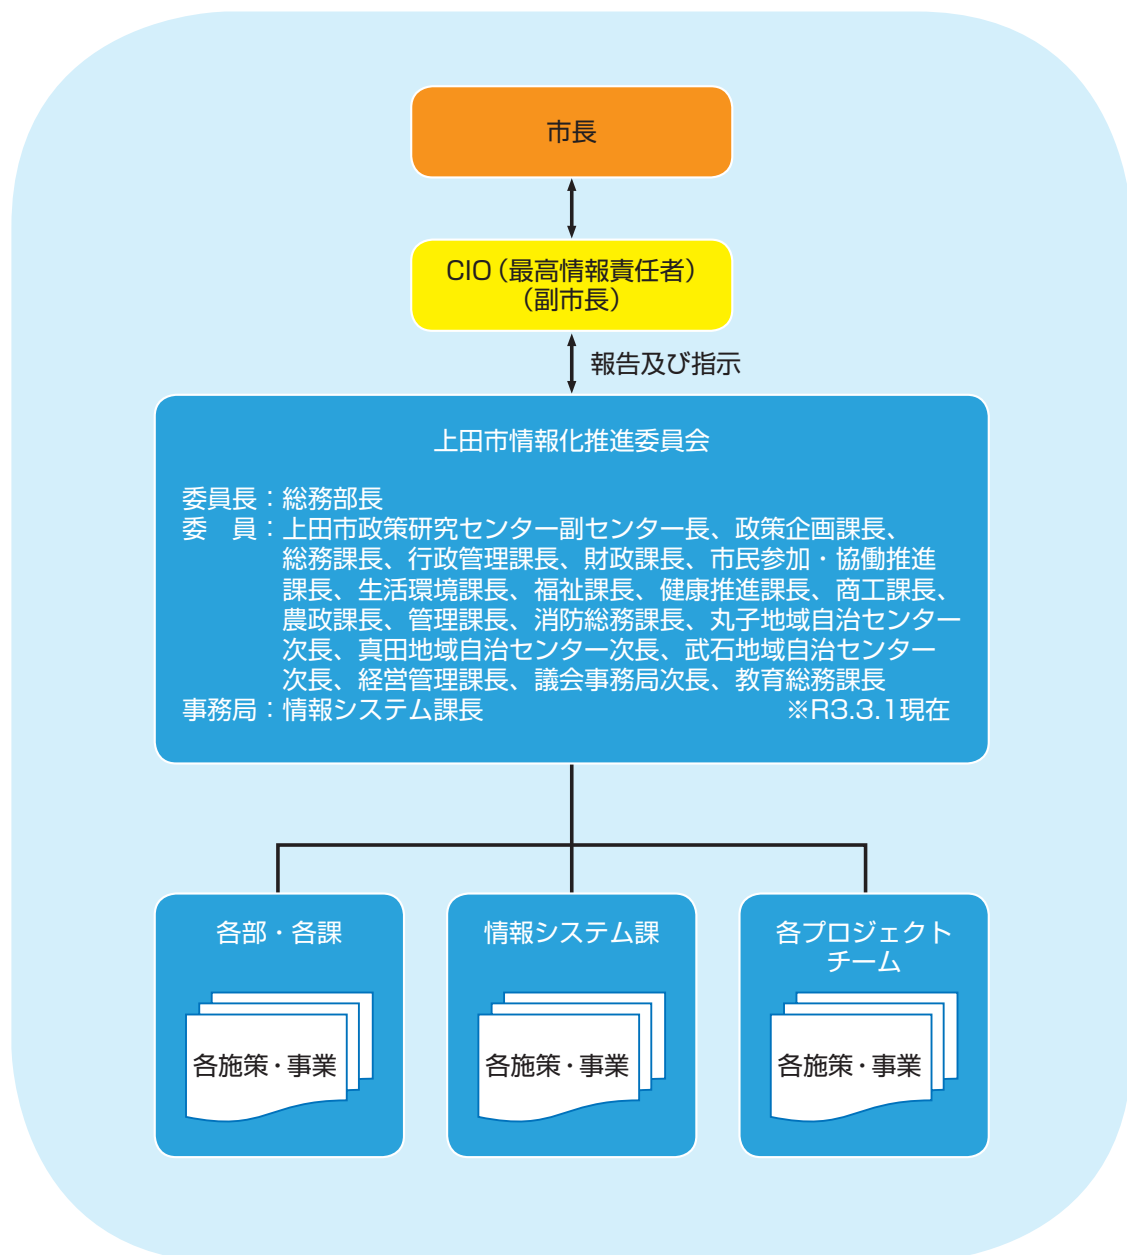 市長
CIO（最高情報責任者）
（副市長）
報告及び指示
上田市情報化推進委員会
委員長：総務部長
委　員：上田市政策研究センター副センター長、政策企画課長、
総務課長、行政管理課長、財政課長、市民参加・協働推進
課長、生活環境課長、福祉課長、健康推進課長、商工課長、
農政課長、管理課長、消防総務課長、丸子地域自治センター
次長、真田地域自治センター次長、武石地域自治センター
次長、経営管理課長、議会事務局次長、教育総務課長
事務局：情報システム課長　※R3.3.1現在
各部・各課
各施策・事業
情報システム課
各施策・事業
各プロジェクト
チーム
各施策・事業